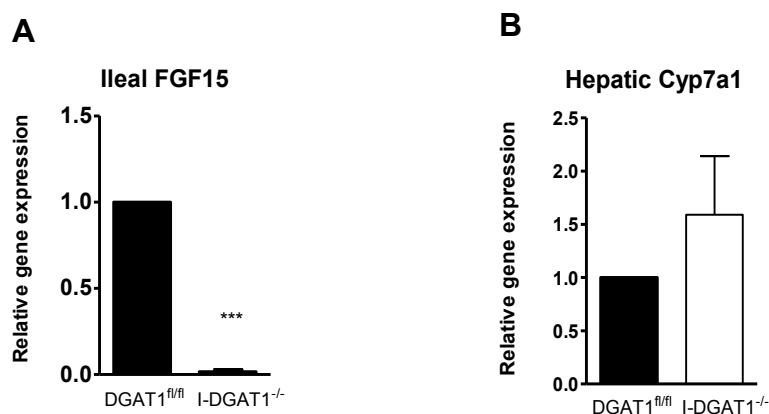 A
Ileal FGF15
Relative gene expression
1.5
1.0
0.5
0.0
***
DGAT1fl/fl I-DGAT1-/-
B
Hepatic Cyp7a1
Relative gene expression
2.5
2.0
1.5
1.0
0.5
0.0
DGAT1fl/fl I-DGAT1-/-